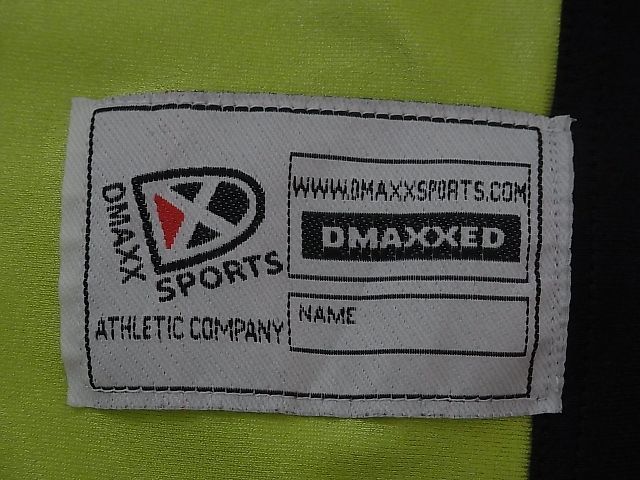 DMAXX
SPORTS
ATHLETIC COMPANY
WWW.DMAXXSPORTS.COM
DMAXXED
NAME